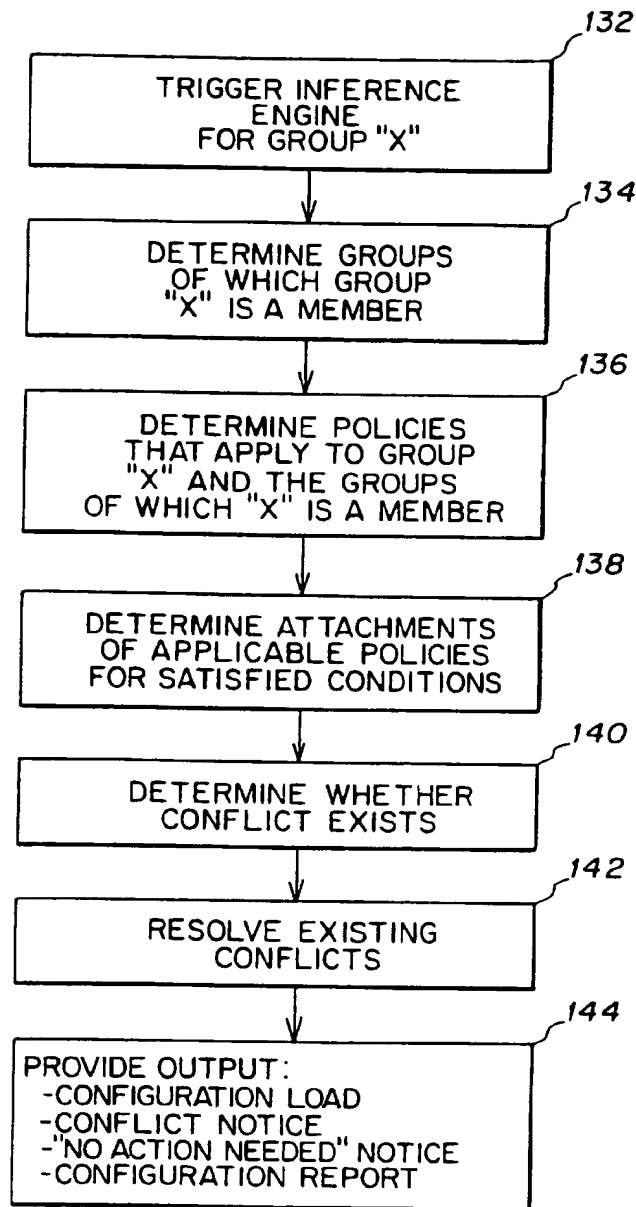 132
TRIGGER INFERENCE
ENGINE
FOR GROUP "X"
134
DETERMINE GROUPS
OF WHICH GROUP
"X" IS A MEMBER
136
DETERMINE POLICIES
THAT APPLY TO GROUP
"X" AND THE GROUPS
OF WHICH "X" IS A MEMBER
138
DETERMINE ATTACHMENTS
OF APPLICABLE POLICIES
FOR SATISFIED CONDITIONS
140
DETERMINE WHETHER
CONFLICT EXISTS
142
RESOLVE EXISTING
CONFLICTS
144
PROVIDE OUTPUT:
-CONFIGURATION LOAD
-CONFLICT NOTICE
-"NO ACTION NEEDED" NOTICE
-CONFIGURATION REPORT